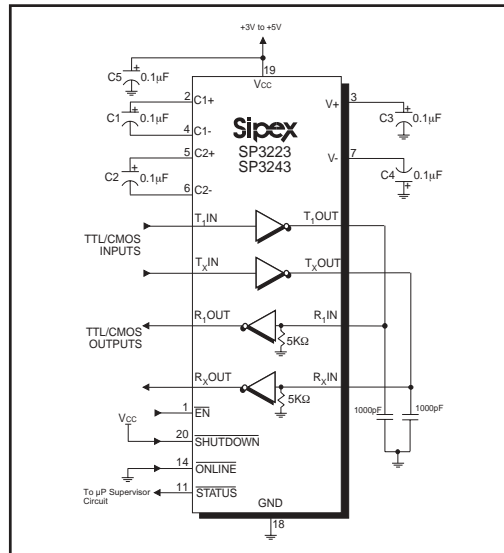 +3V to +5V
19
VCC
C5
+
0.1µF
2
C1+
C1
+
0.1µF
4
C1-
5
C2+
C2
+
0.1µF
6
C2-
Sipex
SP3223
SP3243
V+
3
C3
+
0.1µF
V-
7
C4
0.1µF
+
TTL/CMOS
INPUTS
T1IN
T1OUT
TXIN
TXOUT
TTL/CMOS
OUTPUTS
R1OUT
R1IN
5KΩ
RXOUT
RXIN
5KΩ
1000pF
1000pF
1
EN
VCC
20
SHUTDOWN
14
ONLINE
To µP Supervisor
Circuit
11
STATUS
GND
18